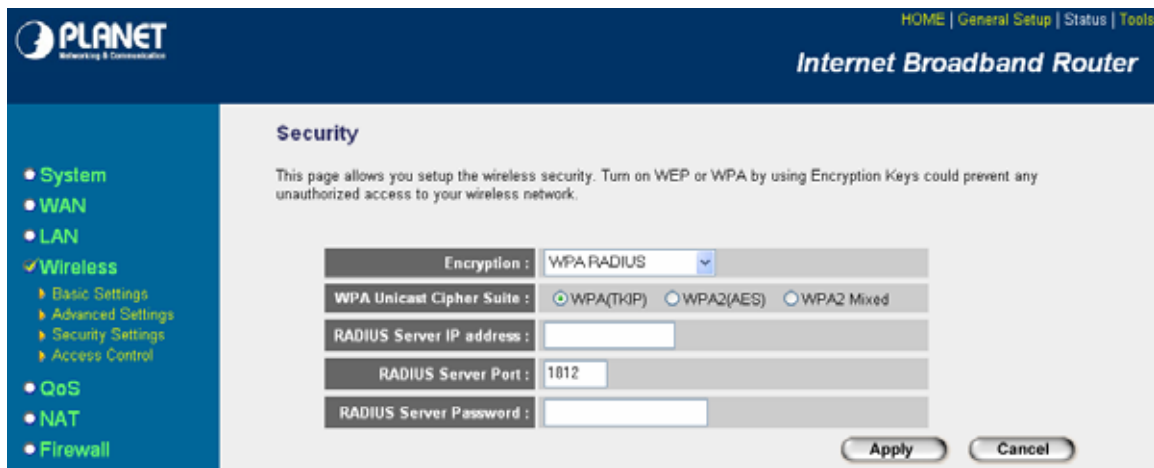 PLANET
Networking & Communication
HOME | General Setup | Status | Tools
Internet Broadband Router
System
WAN
LAN
Wireless
Basic Settings
Advanced Settings
Security Settings
Access Control
QoS
NAT
Firewall
Security
This page allows you setup the wireless security. Turn on WEP or WPA by using Encryption Keys could prevent any
unauthorized access to your wireless network.
Encryption : WPA RADIUS
WPA Unicast Cipher Suite : WPA(TKIP) WPA2(AES) WPA2 Mixed
RADIUS Server IP address :
RADIUS Server Port : 1812
RADIUS Server Password :
Apply Cancel